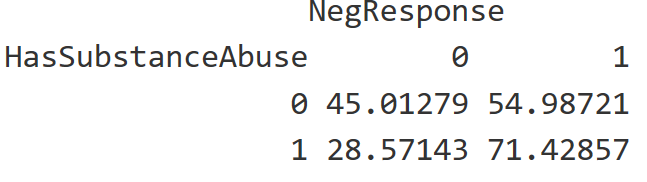 NegResponse
HasSubstanceAbuse 0 1
0 45.01279 54.98721
1 28.57143 71.42857